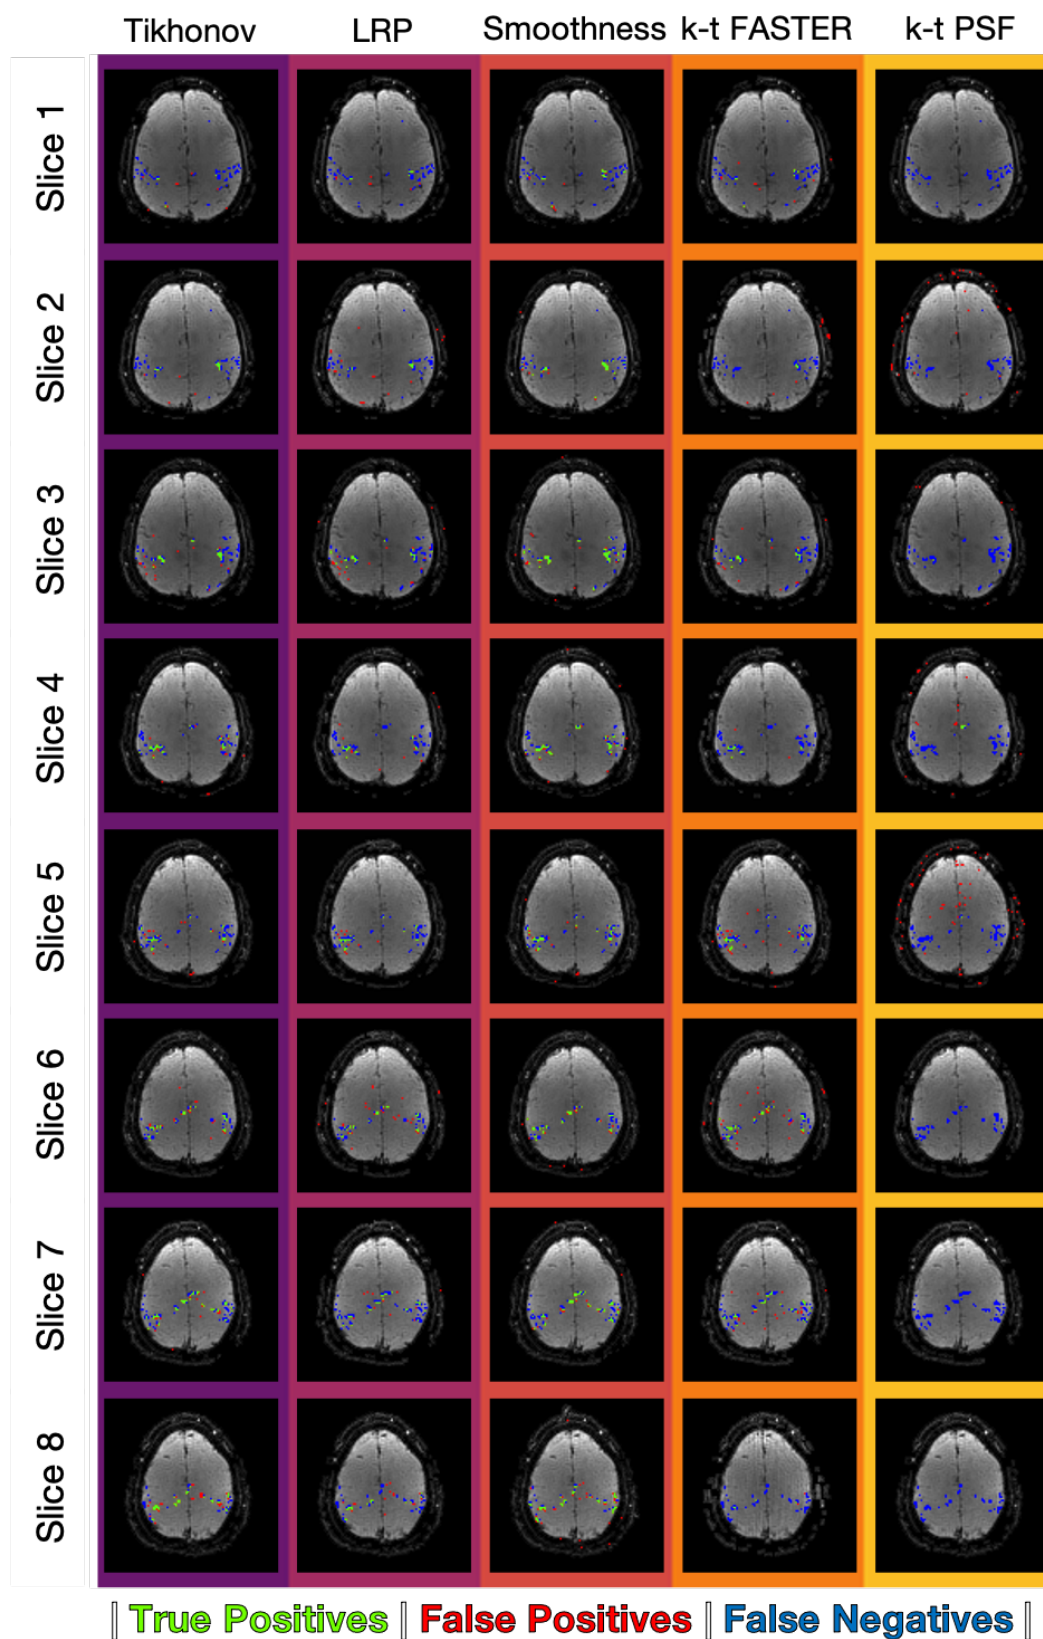 Tikhonov LRP Smoothness k-t FASTER k-t PSF
Slice 1
Slice 2
Slice 3
Slice 4
Slice 5
Slice 6
Slice 7
Slice 8
True Positives False Positives False Negatives